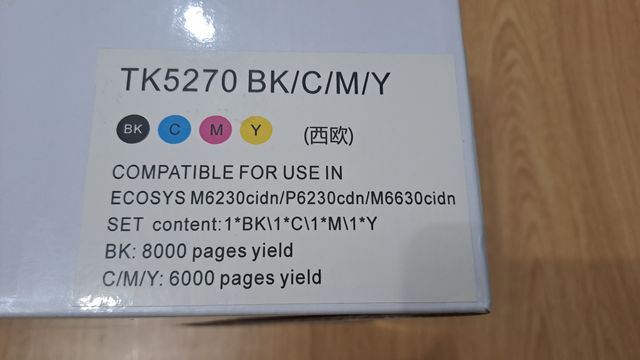 TK5270 BK/C/M/Y
BK C M Y (西欧)
COMPATIBLE FOR USE IN
ECOSYS M6230cidn/P6230cdn/M6630cidn
SET content:1*BK\1*C\1*M\1*Y
BK: 8000 pages yield
C/M/Y: 6000 pages yield